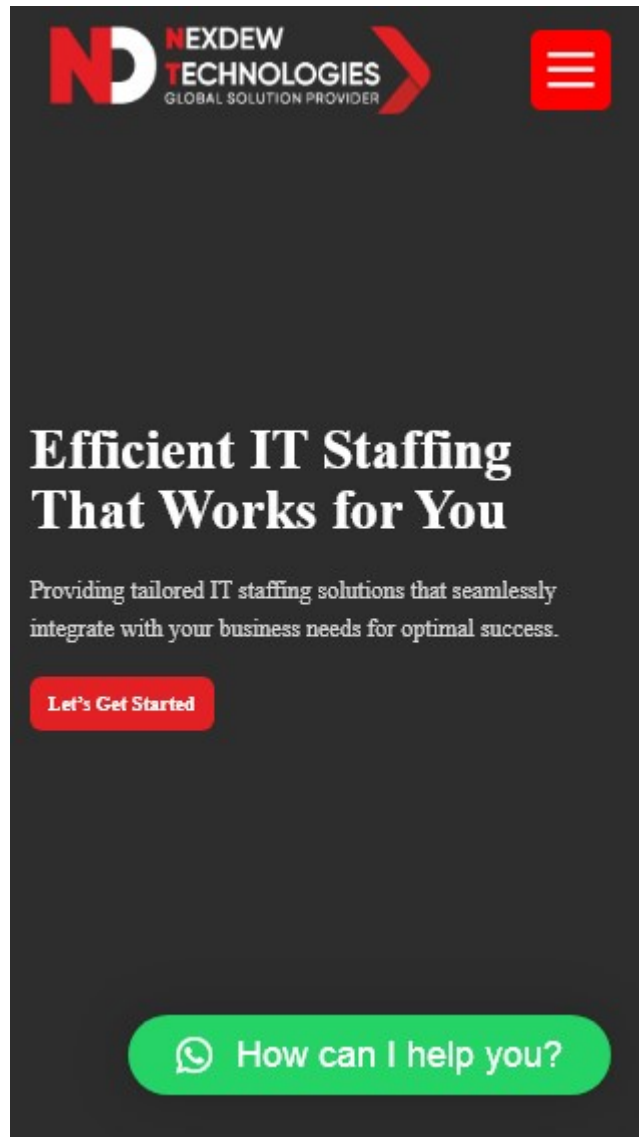 ND
NEXDEW
TECHNOLOGIES
GLOBAL SOLUTION PROVIDER
Efficient IT Staffing
That Works for You
Providing tailored IT staffing solutions that seamlessly
integrate with your business needs for optimal success.
Let’s Get Started
How can I help you?